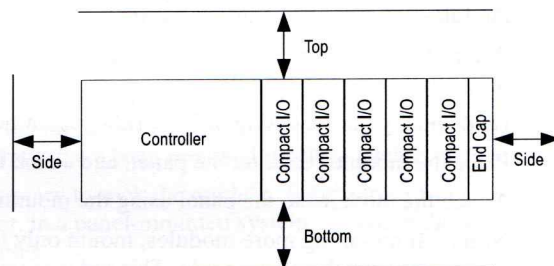 Top
Side
Controller
Compact I/O
Compact I/O
Compact I/O
Compact I/O
Compact I/O
End Cap
Side
Bottom